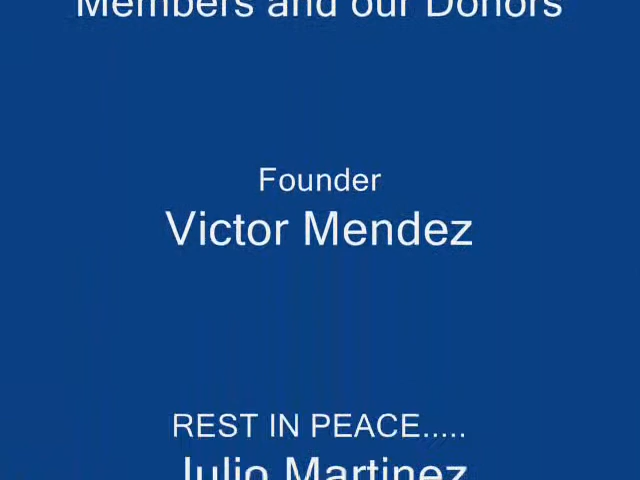 Members and our Donors
Founder
Victor Mendez
REST IN PEACE.....
Julio Martinez